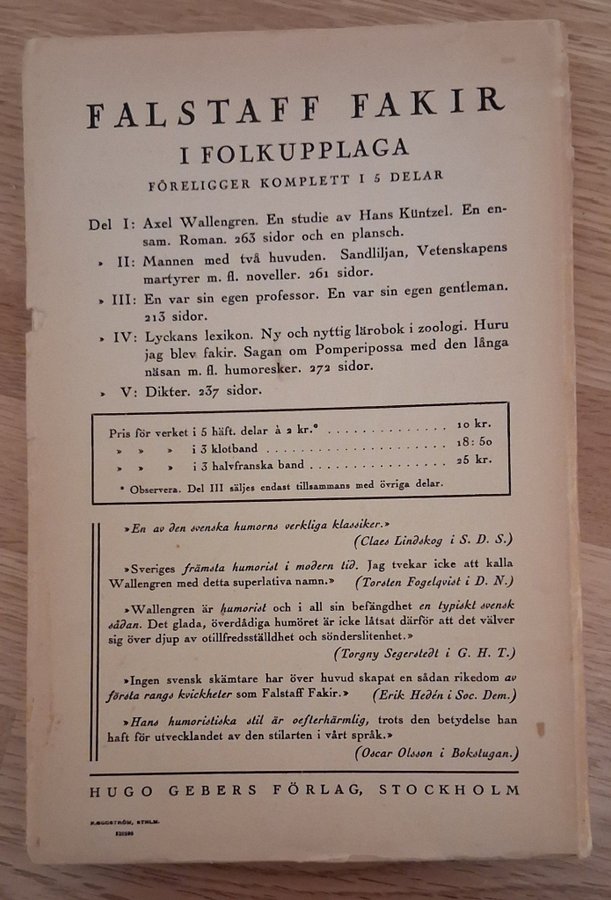 FALSTAFF FAKIR
I FOLKUPPLAGA
FÖRELIGGER KOMPLETT I 5 DELAR
Del I: Axel Wallengren. En studie av Hans Küntzel. En en-
sam. Roman. 263 sidor och en plansch.
» II: Mannen med två huvuden. Sandliljan, Vetenskapens
martyrer m. fl. noveller. 261 sidor.
» III: En var sin egen professor. En var sin egen gentleman.
213 sidor.
» IV: Lyckans lexikon. Ny och nyttig lärobok i zoologi. Huru
jag blev fakir. Sagan om Pomperipossa med den långa
näsan m. fl. humoresker. 272 sidor.
» V: Dikter. 237 sidor.
Pris för verket i 5 häft. delar à 2 kr.* . . . . . . . . . . . . . . 10 kr.
» » » i 3 klotband . . . . . . . . . . . . . . . . . . . . . 18: 50
» » » i 3 halvfranska band . . . . . . . . . . . . . . . . 25 kr.
* Observera. Del III säljes endast tillsammans med övriga delar.
»En av den svenska humorns verkliga klassiker.»
(Claes Lindskog i S. D. S.)
»Sveriges främsta humorist i modern tid. Jag tvekar icke att kalla
Wallengren med detta superlativa namn.» (Torsten Fogelqvist i D. N.)
»Wallengren är humorist och i all sin befängdhet en typiskt svensk
sådan. Det glada, överdådiga humöret är icke låtsat därför att det välver
sig över djup av otillfredsställdhet och sönderslitenhet.»
(Torgny Segerstedt i G. H. T.)
»Ingen svensk skämtare har över huvud skapat en sådan rikedom av
första rangs kvickheter som Falstaff Fakir.» (Erik Hedén i Soc. Dem.)
»Hans humoristiska stil är oefterhärmlig, trots den betydelse han
haft för utvecklandet av den stilarten i vårt språk.»
(Oscar Olsson i Bokstugan.)
HUGO GEBERS FÖRLAG, STOCKHOLM
STHLM.